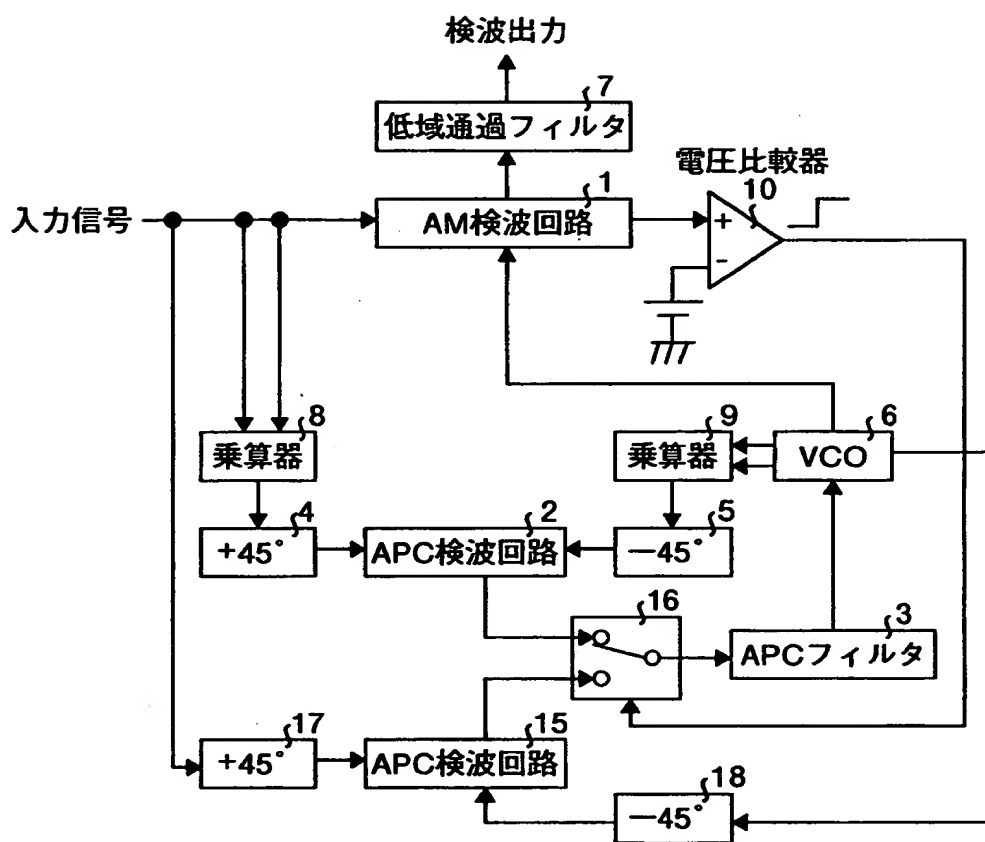 検波出力
7
低域通過フィルタ
電圧比較器
10
1
入力信号
AM検波回路
+
-
8
乗算器
9
乗算器
6
VCO
4
+45°
2
APC検波回路
5
−45°
16
3
APCフィルタ
17
+45°
15
APC検波回路
18
−45°